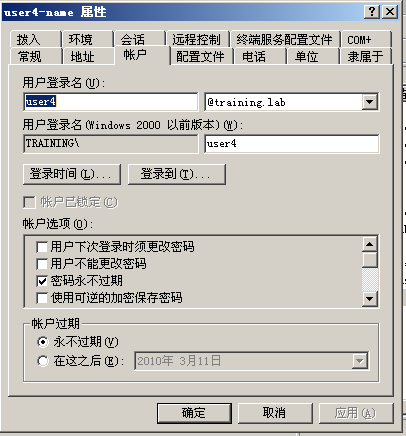 user4-name 属性
拨入 环境 会话 远程控制 终端服务配置文件 COM+
常规 地址 帐户 配置文件 电话 单位 隶属于
用户登录名(U):
user4 @training.lab
用户登录名(Windows 2000 以前版本)(W):
TRAINING\ user4
登录时间(L)... 登录到(T)...
帐户已锁定(C)
帐户选项(O):
用户下次登录时须更改密码
用户不能更改密码
密码永不过期
使用可逆的加密保存密码
帐户过期
永不过期(V)
在这之后(E): 2010年 3月11日
确定 取消 应用(A)